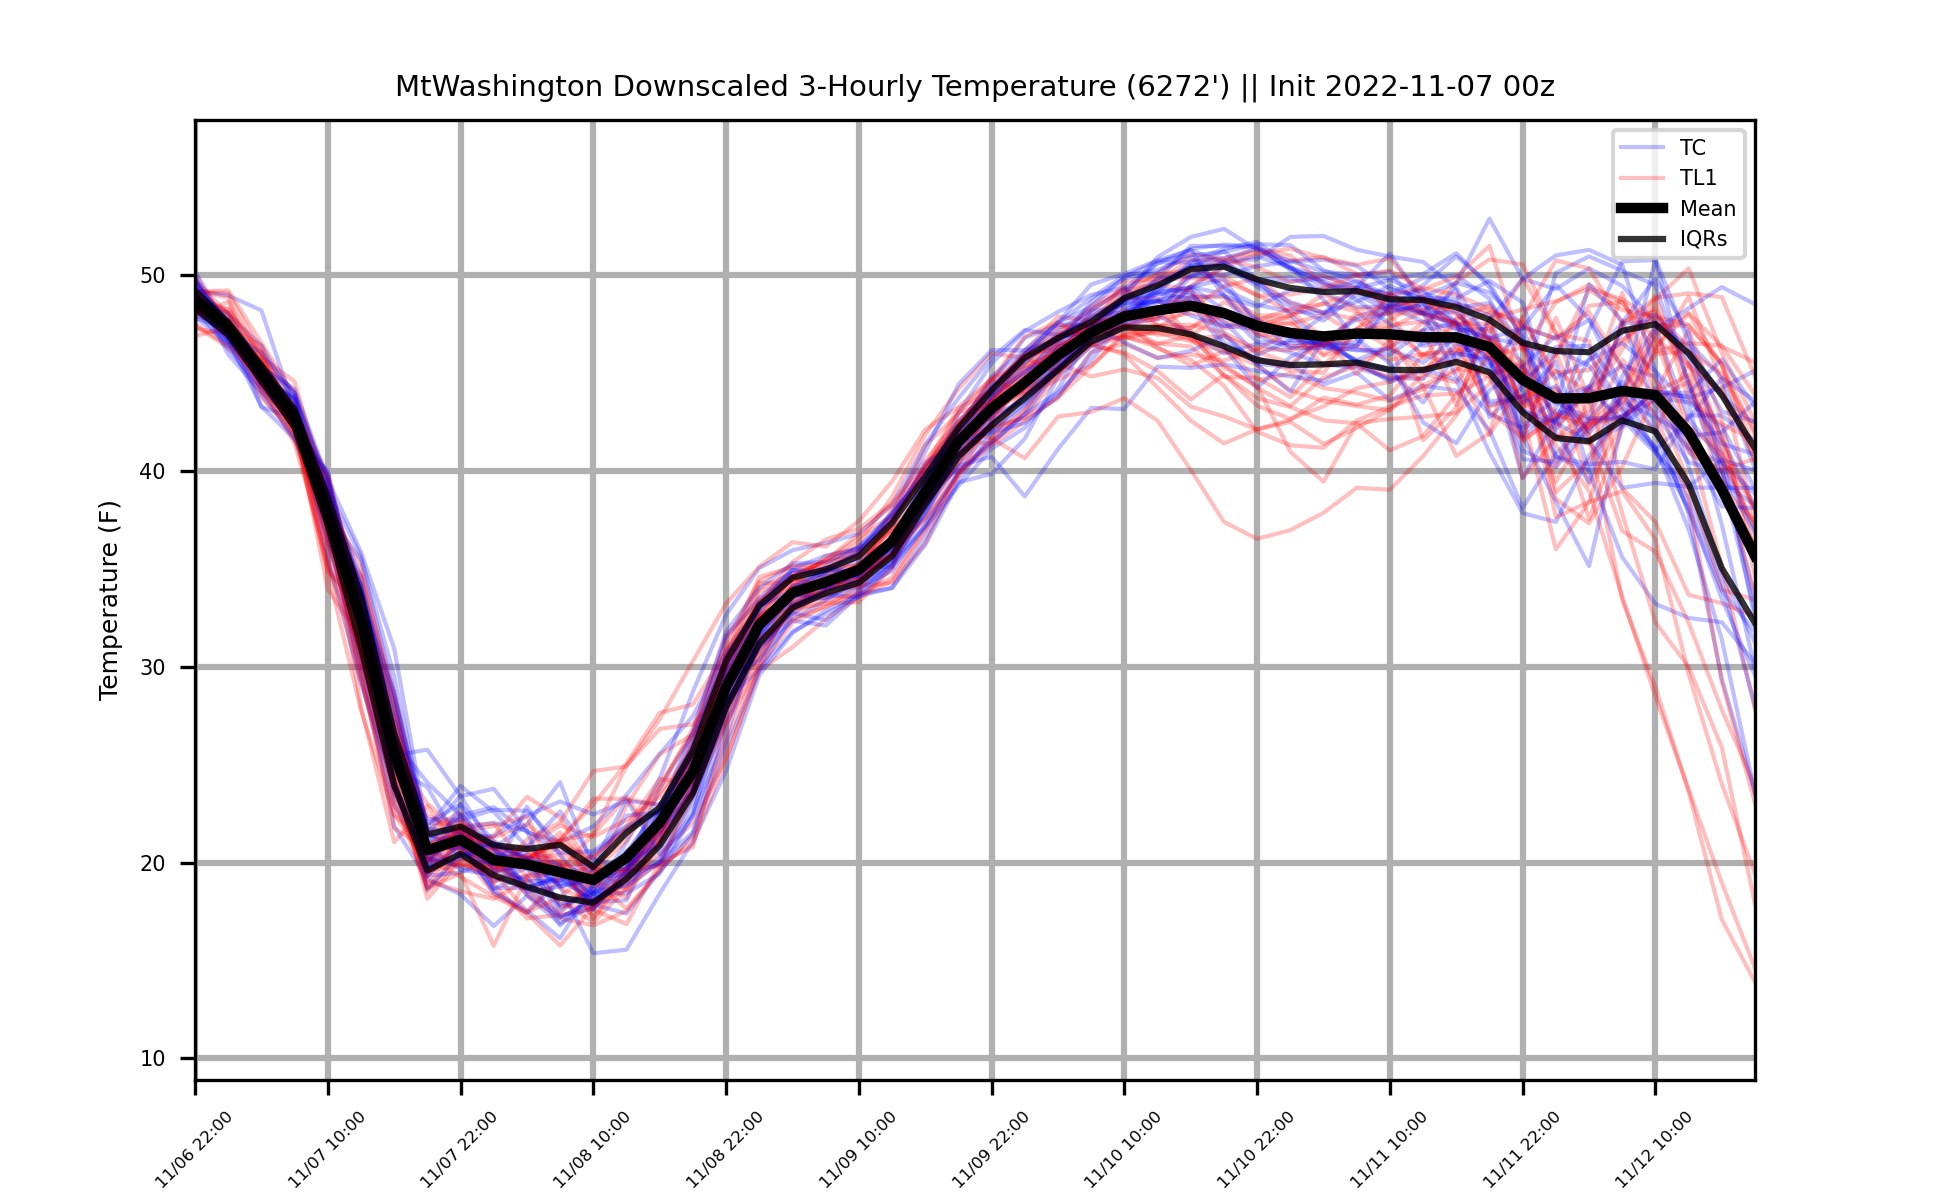 MtWashington Downscaled 3-Hourly Temperature (6272') || Init 2022-11-07 00z
TC
TL1
Mean
IQRs
Temperature (F)
50
40
30
20
10
11/06 22:00
11/07 10:00
11/07 22:00
11/08 10:00
11/08 22:00
11/09 10:00
11/09 22:00
11/10 10:00
11/10 22:00
11/11 10:00
11/11 22:00
11/12 10:00